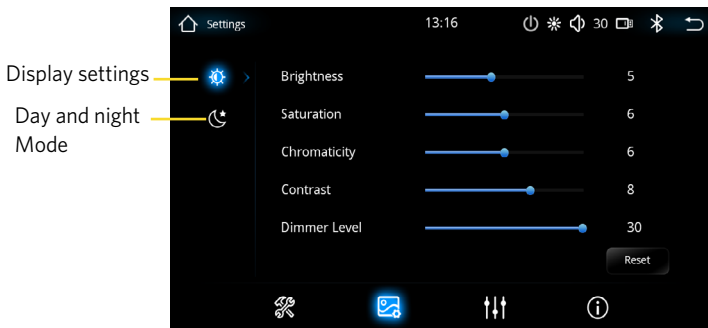 Settings 13:16 30
Display settings
Day and night
Mode
Brightness 5
Saturation 6
Chromaticity 6
Contrast 8
Dimmer Level 30
Reset